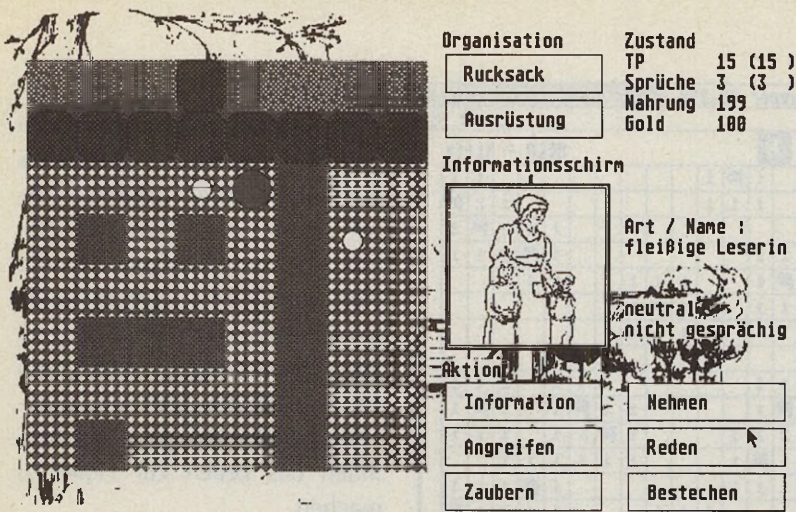 Organisation
Rucksack
Ausrüstung
Zustand
TP 15 (15 )
Sprüche 3 (3 )
Nahrung 199
Gold 100
Informationsschirm
Art / Name :
fleißige Leserin
neutral
nicht gesprächig
Aktion
Information
Nehmen
Angreifen
Reden
Zaubern
Bestechen